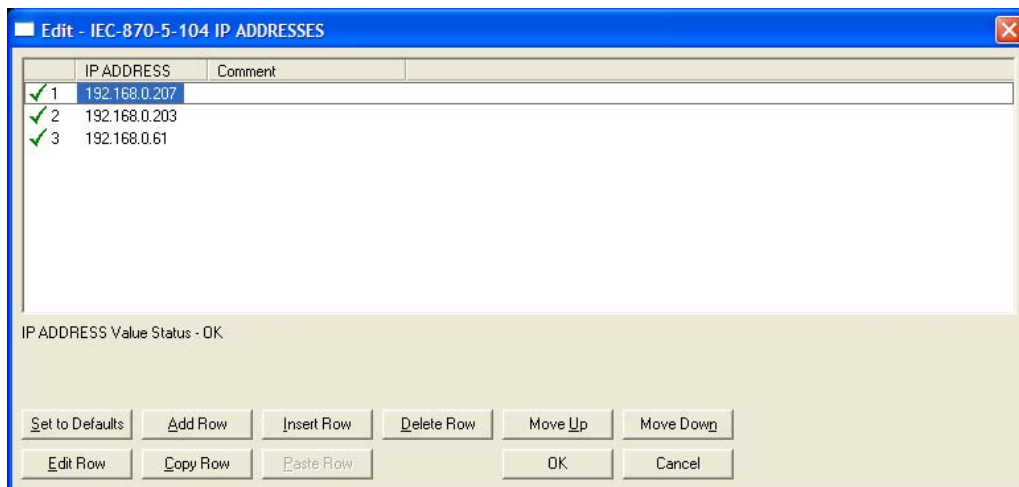 Edit - IEC-870-5-104 IP ADDRESSES
IP ADDRESS Comment
1 192.168.0.207
2 192.168.0.203
3 192.168.0.61
IP ADDRESS Value Status - OK
Set to Defaults Add Row Insert Row Delete Row Move Up Move Down
Edit Row Copy Row Paste Row OK Cancel